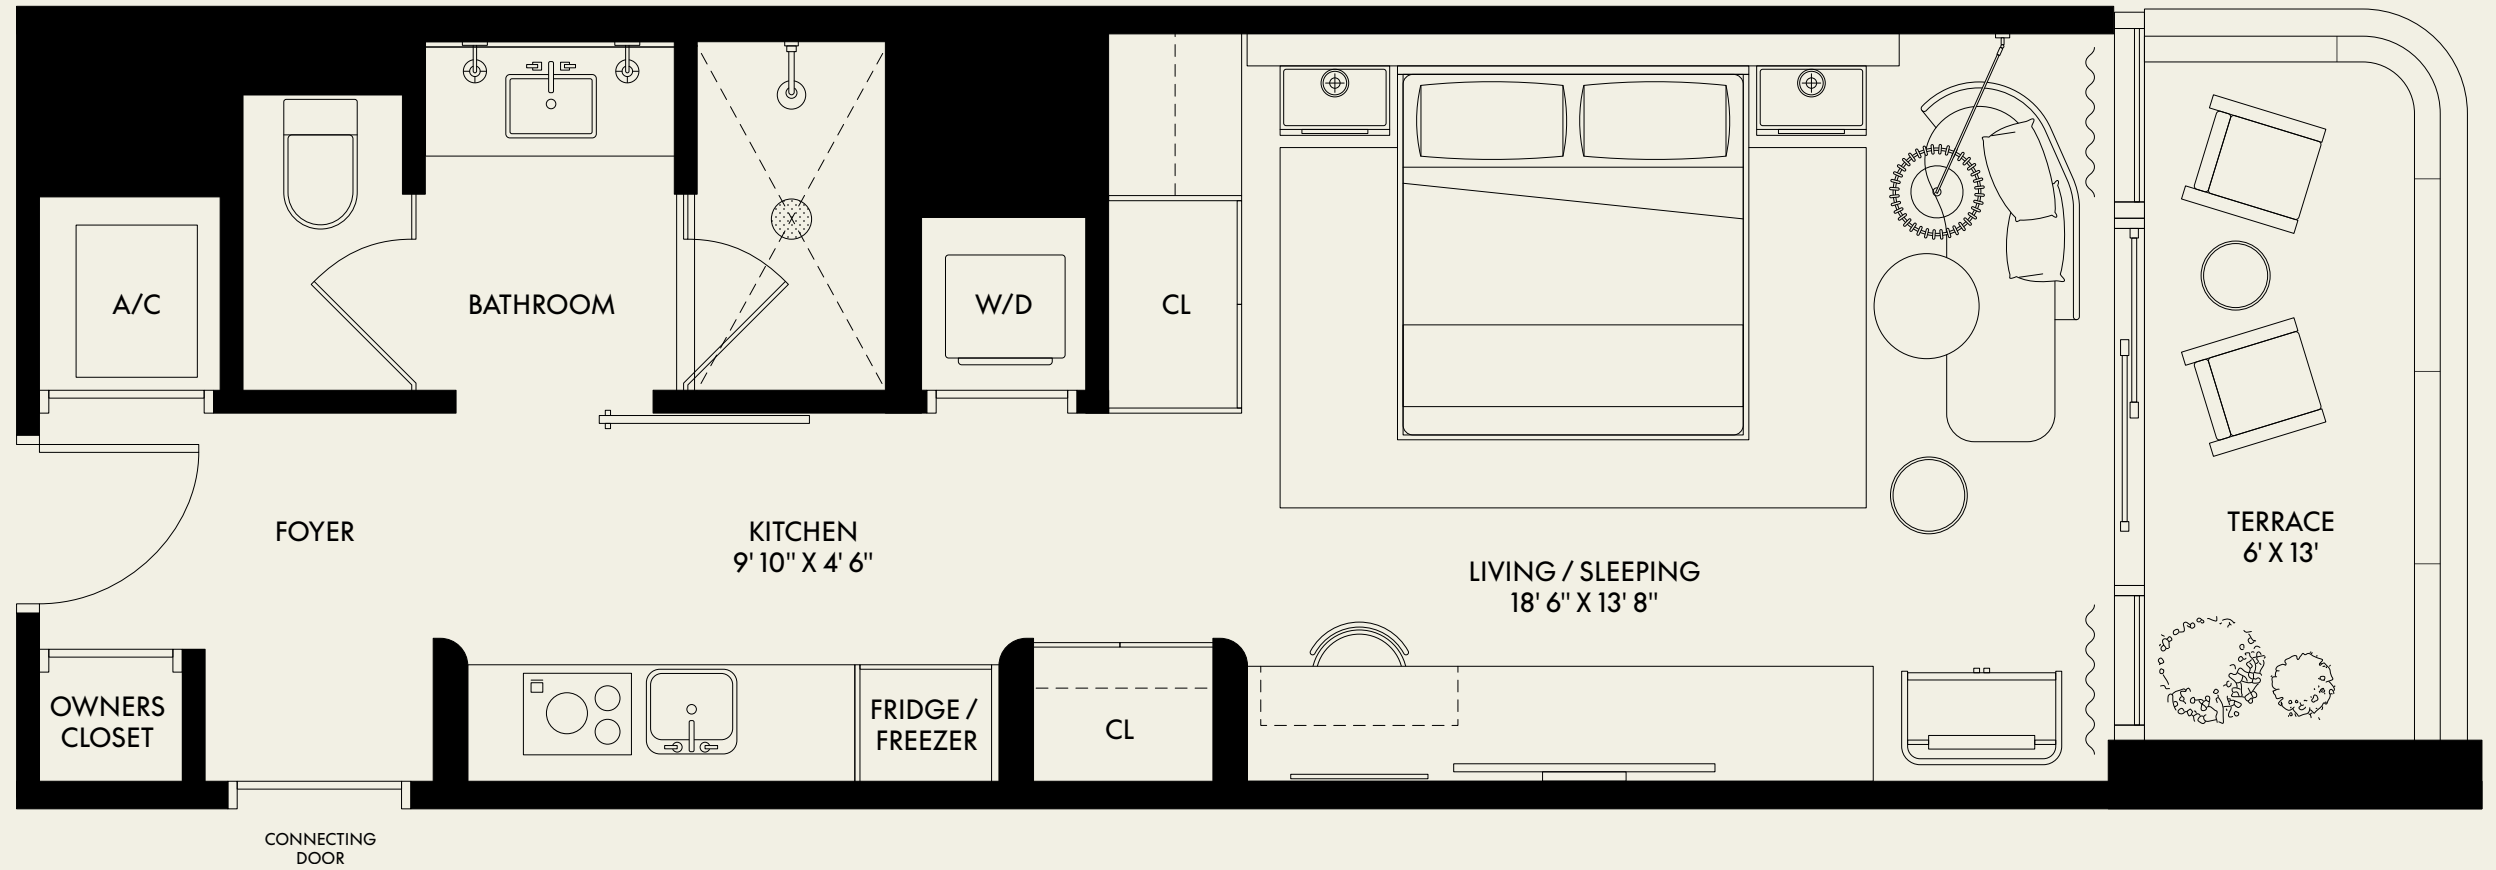 A/C
BATHROOM
W/D
CL
FOYER
KITCHEN
9' 10" X 4' 6"
LIVING / SLEEPING
18' 6" X 13' 8"
TERRACE
6' X 13'
OWNERS
CLOSET
FRIDGE /
FREEZER
CL
CONNECTING
DOOR